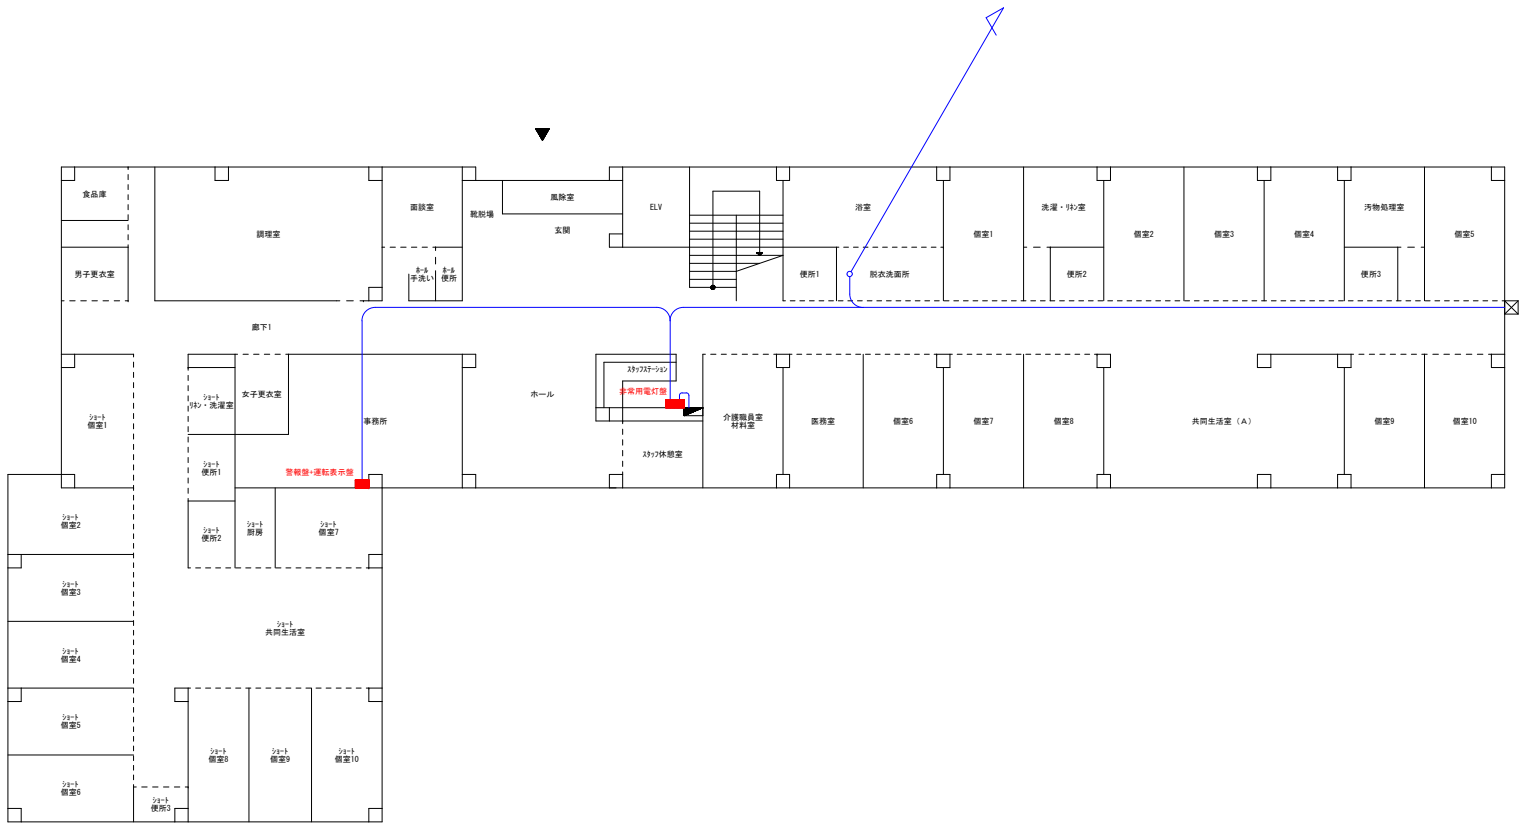 食品庫
調理室
面談室
靴脱場
風除室
玄関
ELV
浴室
個室1
洗濯・ﾘﾈﾝ室
個室2
個室3
個室4
汚物処理室
個室5
男子更衣室
ﾎｰﾙ
手洗い
ﾎｰﾙ
便所
便所1
脱衣洗面所
便所2
便所3
廊下1
ｼｮｰﾄ
個室1
ｼｮｰﾄ
ﾘﾈﾝ・洗濯室
女子更衣室
事務所
ホール
ｽﾀｯﾌｽﾃｰｼｮﾝ
非常用電灯盤
介護職員室
材料室
医務室
個室6
個室7
個室8
共同生活室（A）
個室9
個室10
ｽﾀｯﾌ休憩室
ｼｮｰﾄ
便所1
警報盤+運転表示盤
ｼｮｰﾄ
個室2
ｼｮｰﾄ
便所2
ｼｮｰﾄ
厨房
ｼｮｰﾄ
個室7
ｼｮｰﾄ
個室3
ｼｮｰﾄ
共同生活室
ｼｮｰﾄ
個室4
ｼｮｰﾄ
個室5
ｼｮｰﾄ
個室8
ｼｮｰﾄ
個室9
ｼｮｰﾄ
個室10
ｼｮｰﾄ
個室6
ｼｮｰﾄ
便所3